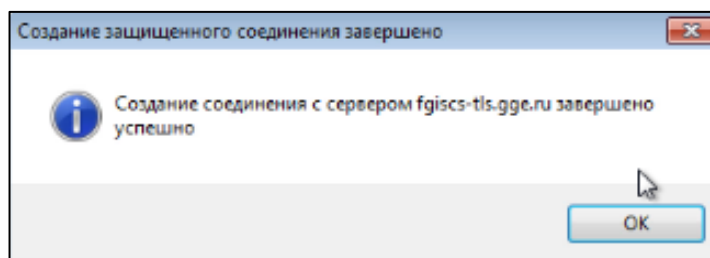 Создание защищенного соединения завершено
Создание соединения с сервером fgiscs-tls.gge.ru завершено
успешно
OK